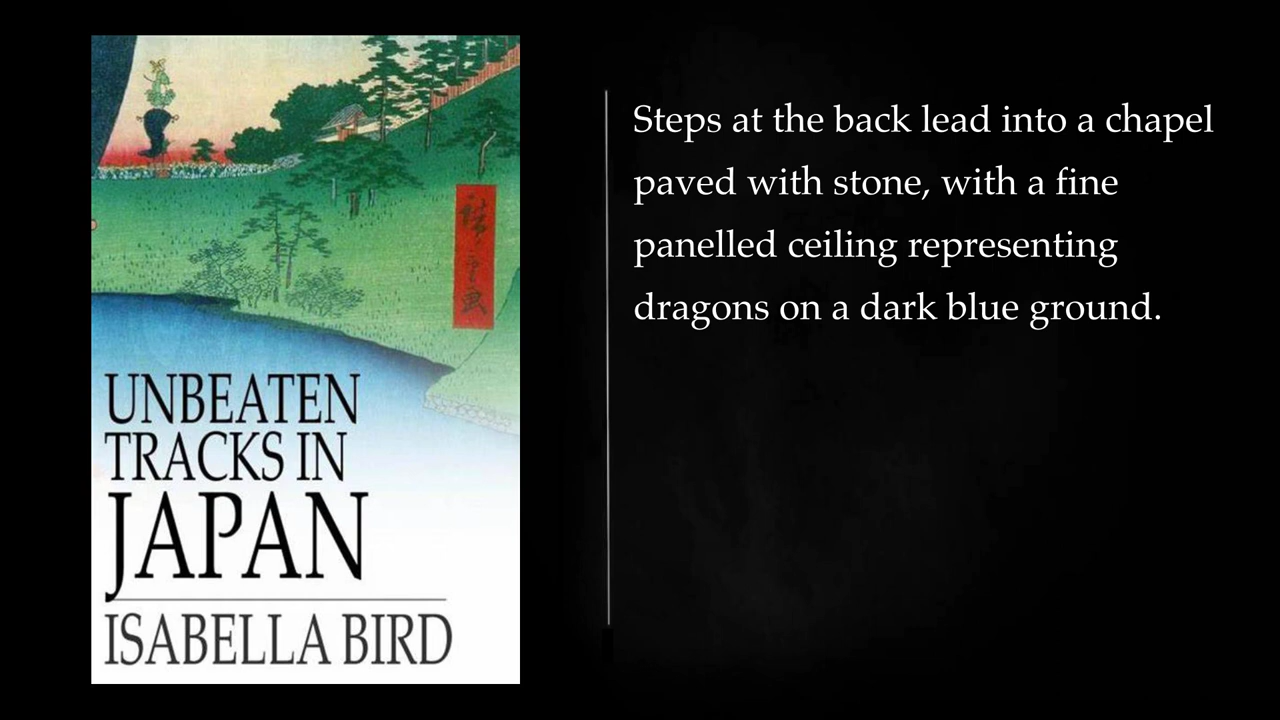 UNBEATEN
TRACKS IN
JAPAN
ISABELLA BIRD
Steps at the back lead into a chapel
paved with stone, with a fine
panelled ceiling representing
dragons on a dark blue ground.